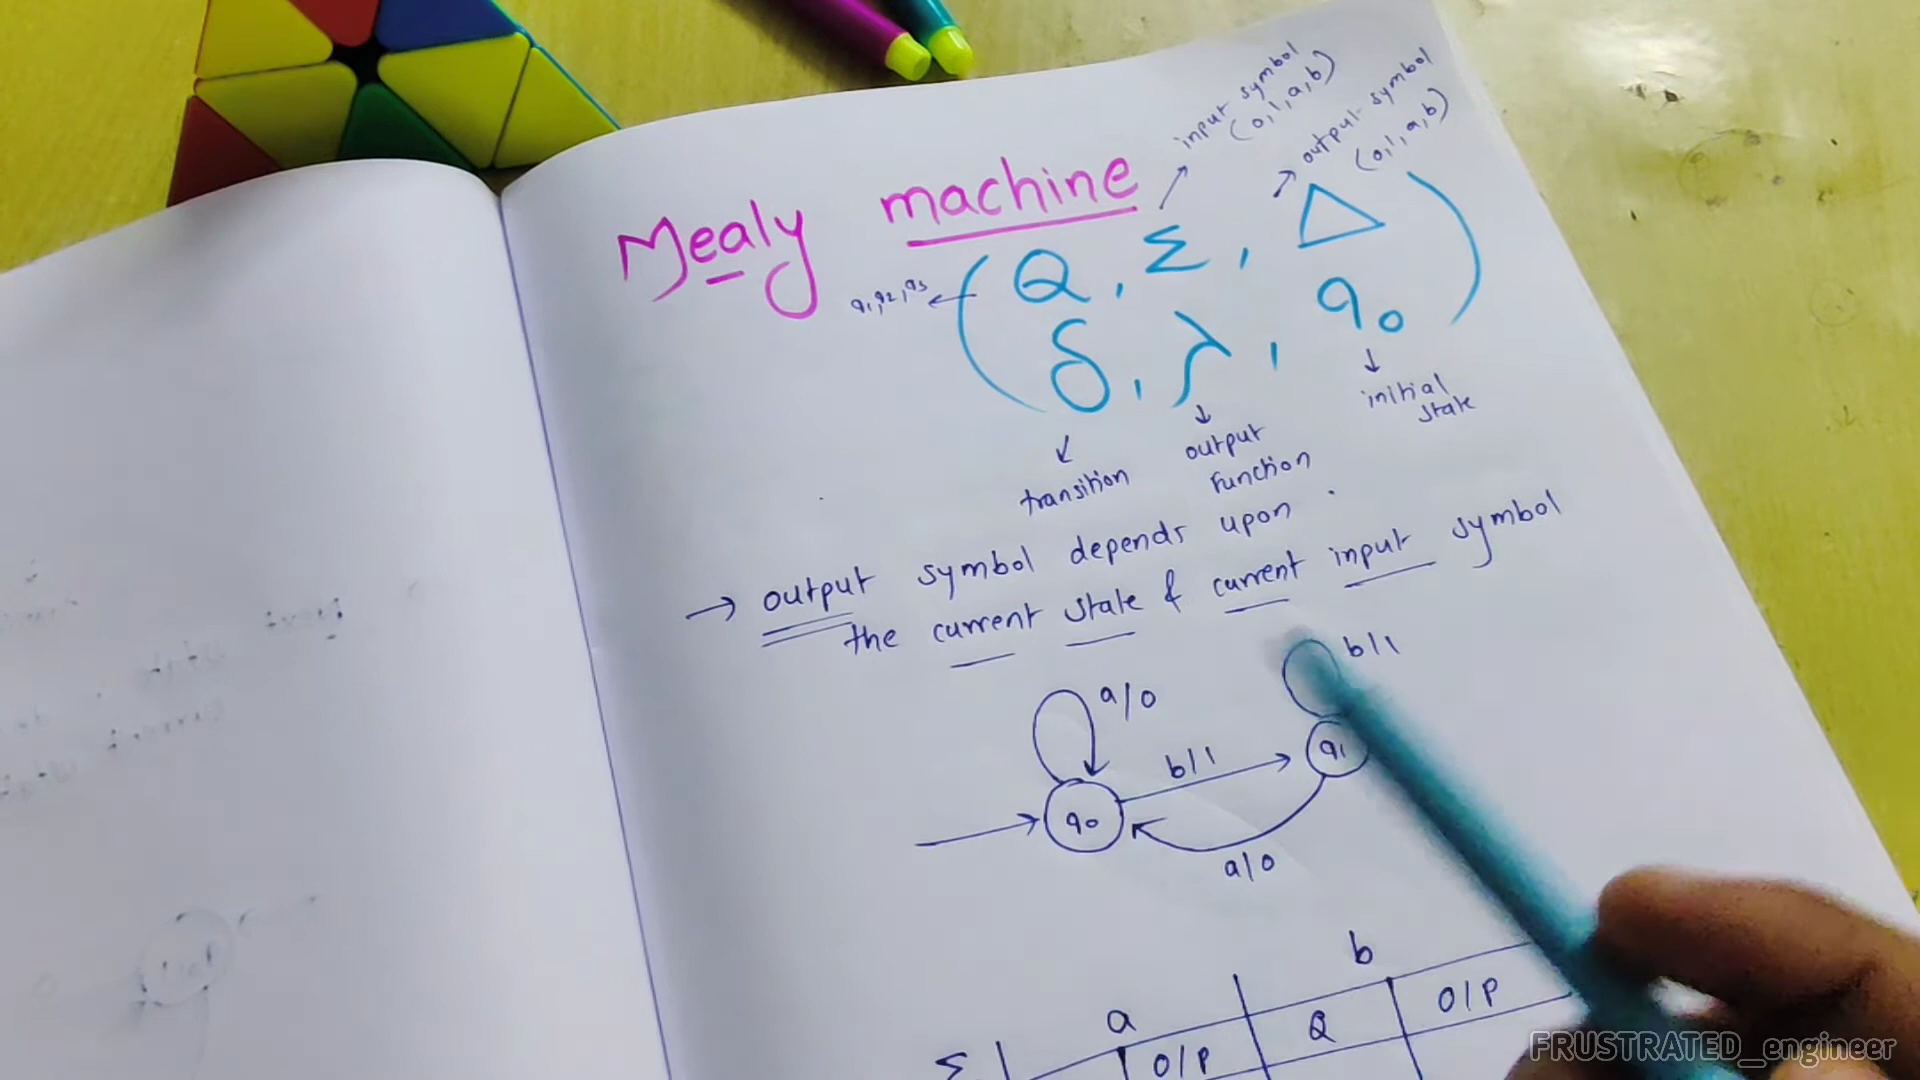 input symbol
(0,1,a,b)
output symbol
(0,1,a,b)
Mealy machine
(Q, Σ, Δ
δ, λ, q0)
q1,q2,q3
initial
state
transition
output
function
→ output symbol depends upon
the current state & current input symbol
a/0
b/1
b/1
q0
q1
a/0
a
b
Σ
O/P
Q
O/P
FRUSTRATED_engineer